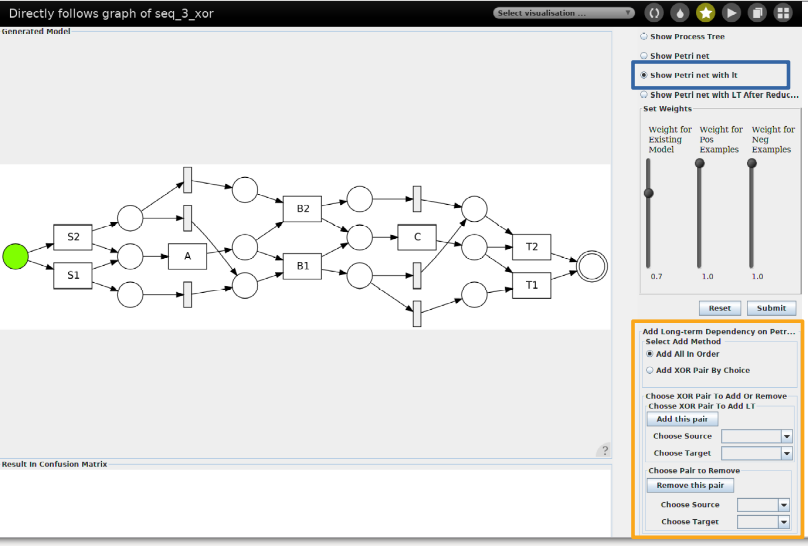 Directly follows graph of seq_3_xor
Select visualisation ...
Generated Model
Show Process Tree
Show Petri net
Show Petri net with lt
Show Petri net with LT After Reduc...
Set Weights
Weight for Existing Model
Weight for Pos Examples
Weight for Neg Examples
0.7
1.0
1.0
Reset
Submit
S2
S1
A
B2
B1
C
T2
T1
?
Add Long-term Dependency on Petr...
Select Add Method
Add All In Order
Add XOR Pair By Choice
Choose XOR Pair To Add Or Remove
Choose XOR Pair To Add LT
Add this pair
Choose Source
Choose Target
Choose Pair to Remove
Remove this pair
Choose Source
Choose Target
Result In Confusion Matrix